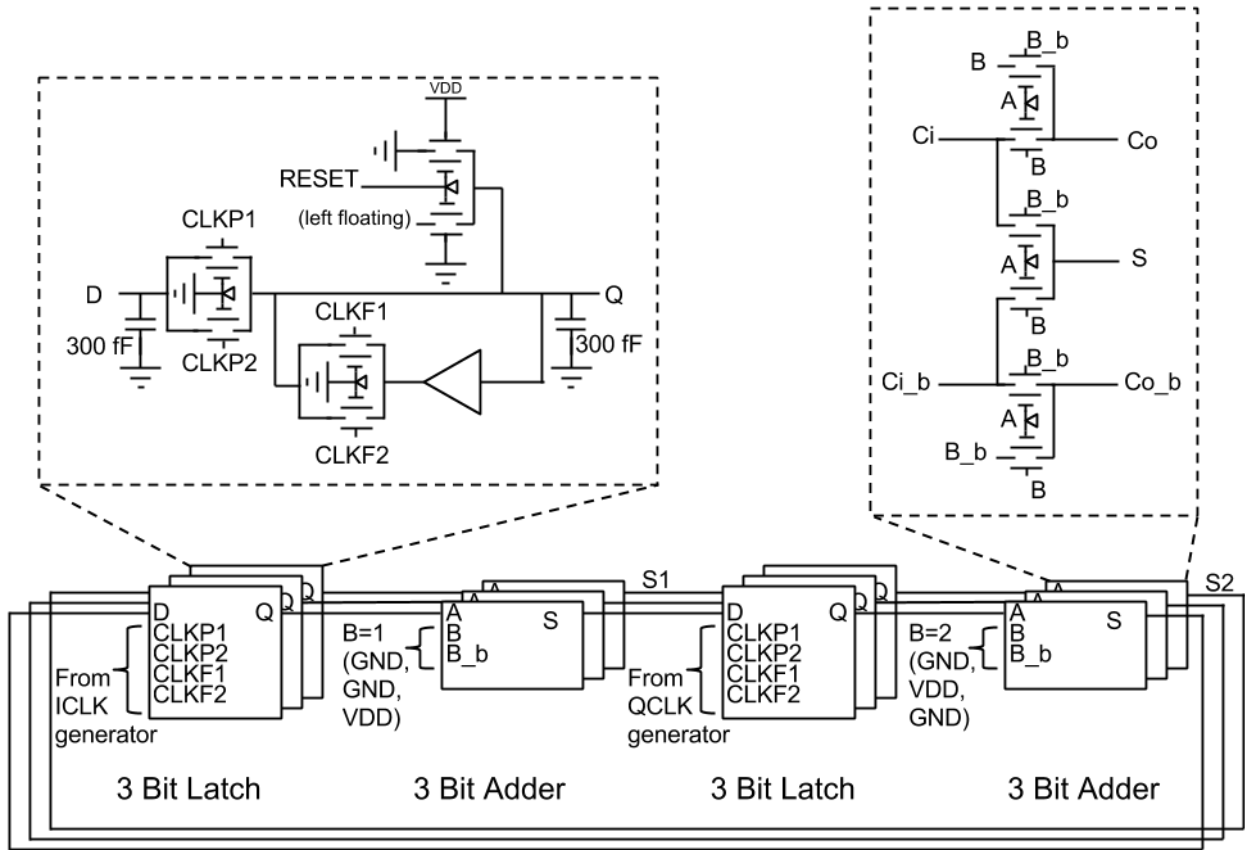 VDD
RESET
(left floating)
CLKP1
D
Q
CLKF1
300 fF
300 fF
CLKP2
CLKF2
B_b
B
A
Ci
Co
B
B_b
A
S
B
B_b
Ci_b
Co_b
A
B_b
B
Q
Q
D
Q
CLKP1
CLKP2
CLKF1
CLKF2
From
ICLK
generator
3 Bit Latch
A
A
A
S
B
B_b
B=1
(GND,
GND,
VDD)
3 Bit Adder
S1
Q
Q
D
Q
CLKP1
CLKP2
CLKF1
CLKF2
From
QCLK
generator
3 Bit Latch
A
A
A
S
B
B_b
B=2
(GND,
VDD,
GND)
3 Bit Adder
S2